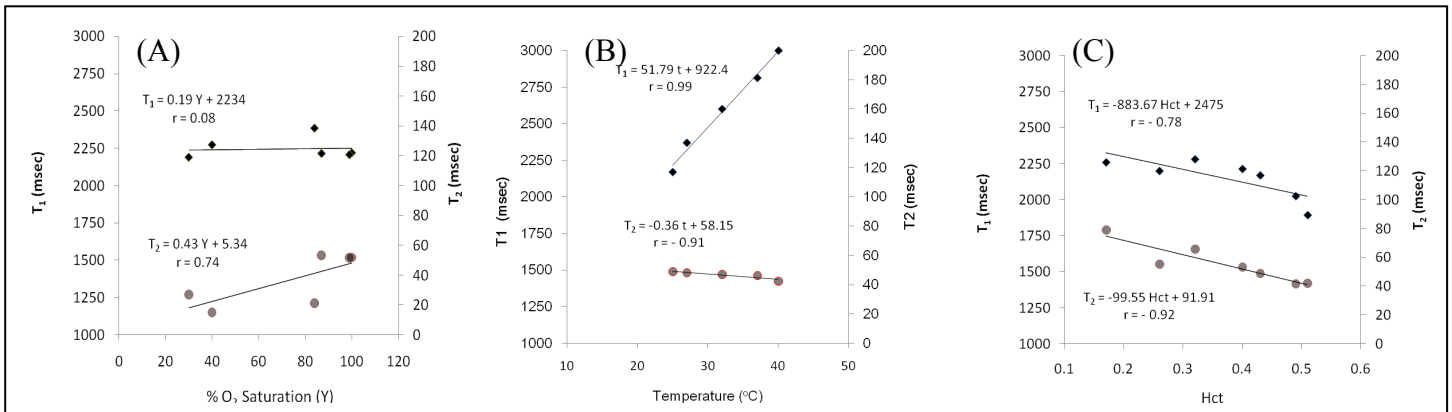 (A)
T₁ = 0.19 Y + 2234
r = 0.08
T₂ = 0.43 Y + 5.34
r = 0.74
3000
2750
2500
2250
2000
1750
1500
1250
1000
T₁ (msec)
200
180
160
140
120
100
80
60
40
20
0
T₂ (msec)
0 20 40 60 80 100 120
% O₂ Saturation (Y)
(B)
T₁ = 51.79 t + 922.4
r = 0.99
T₂ = -0.36 t + 58.15
r = - 0.91
3000
2750
2500
2250
2000
1750
1500
1250
1000
T1 (msec)
200
180
160
140
120
100
80
60
40
20
0
T2 (msec)
10 20 30 40 50
Temperature (°C)
(C)
T₁ = -883.67 Hct + 2475
r = - 0.78
T₂ = -99.55 Hct + 91.91
r = - 0.92
3000
2750
2500
2250
2000
1750
1500
1250
1000
T₁ (msec)
200
180
160
140
120
100
80
60
40
20
0
T₂ (msec)
0.1 0.2 0.3 0.4 0.5 0.6
Hct